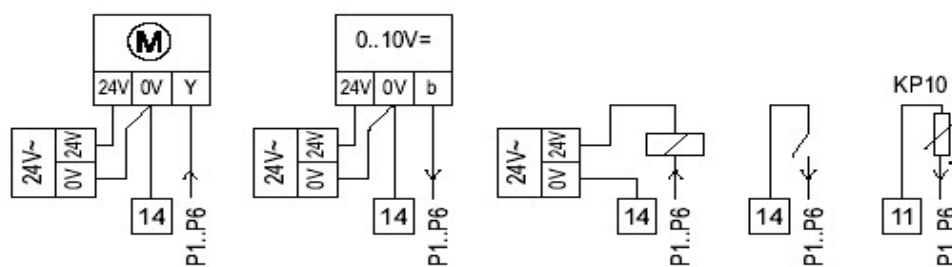 M
0..10V=
KP10
24V 0V Y
24V 0V b
24V~ 24V 0V
24V~ 24V 0V
24V~ 24V 0V
14
14
14
14
11
P1..P6
P1..P6
P1..P6
P1..P6
P1..P6